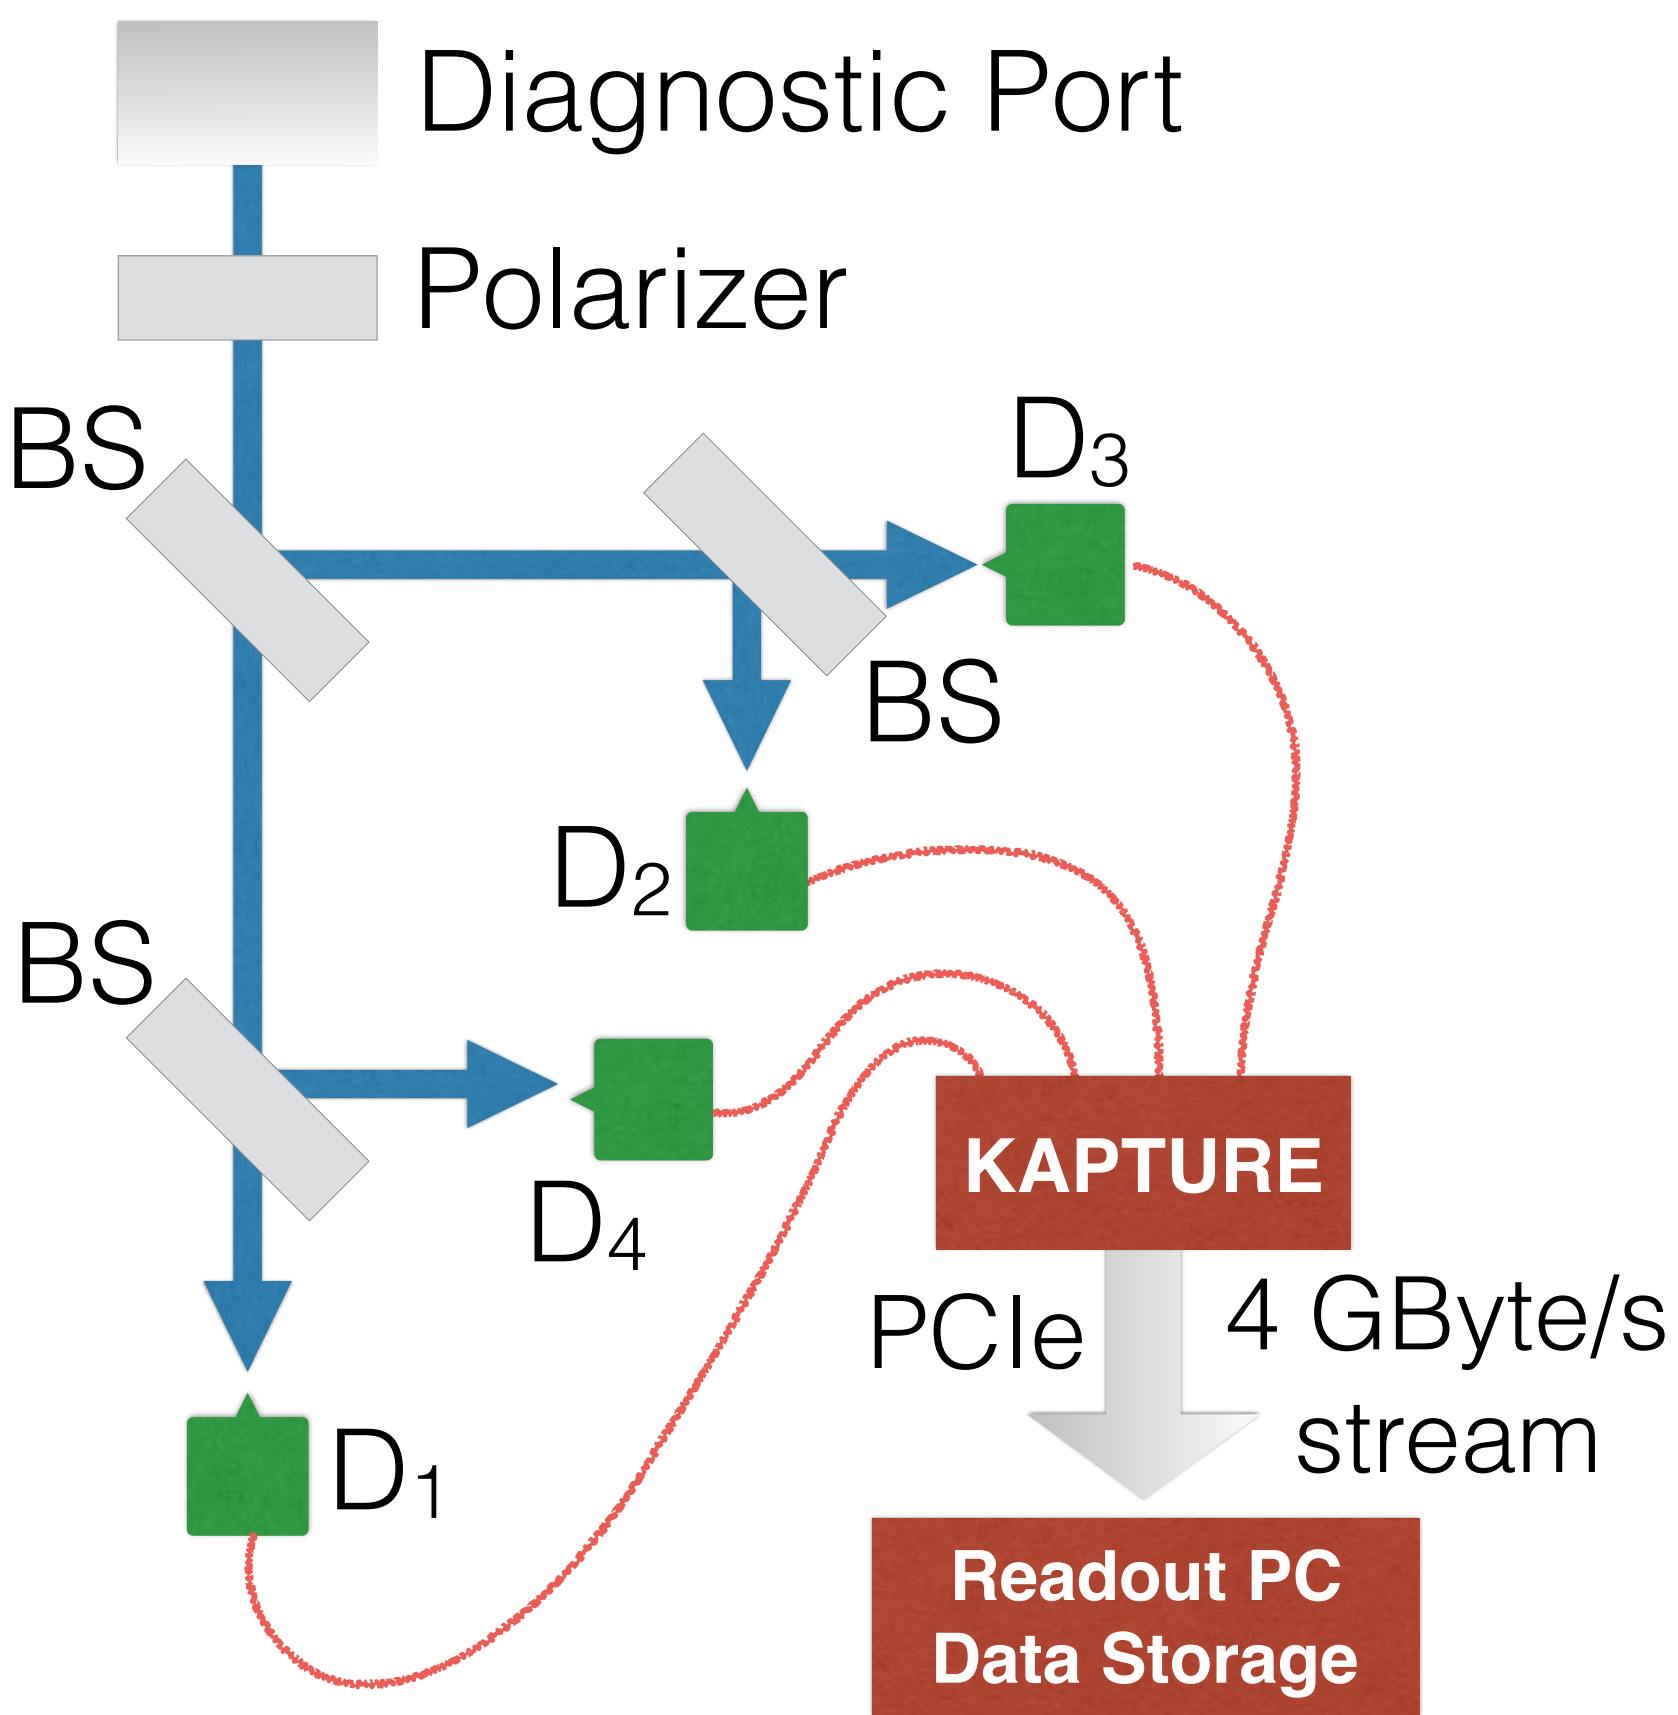 Diagnostic Port
Polarizer
BS
D3
BS
D2
BS
D4
KAPTURE
PCIe
4 GByte/s
stream
D1
Readout PC
Data Storage